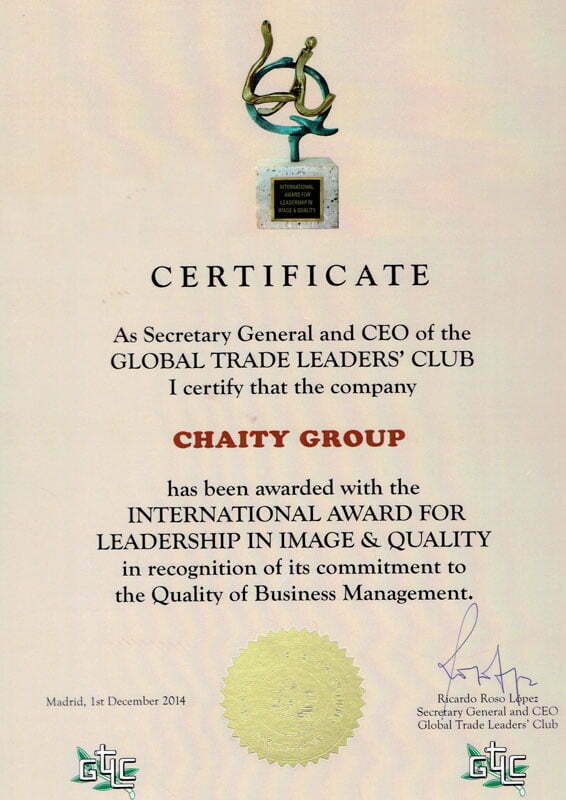 INTERNATIONAL
AWARD FOR
LEADERSHIP IN
IMAGE & QUALITY
CERTIFICATE
As Secretary General and CEO of the
GLOBAL TRADE LEADERS' CLUB
I certify that the company
CHAITY GROUP
has been awarded with the
INTERNATIONAL AWARD FOR
LEADERSHIP IN IMAGE & QUALITY
in recognition of its commitment to
the Quality of Business Management.
Madrid, 1st December 2014
Ricardo Roso López
Secretary General and CEO
Global Trade Leaders' Club
GTLC
GTLC